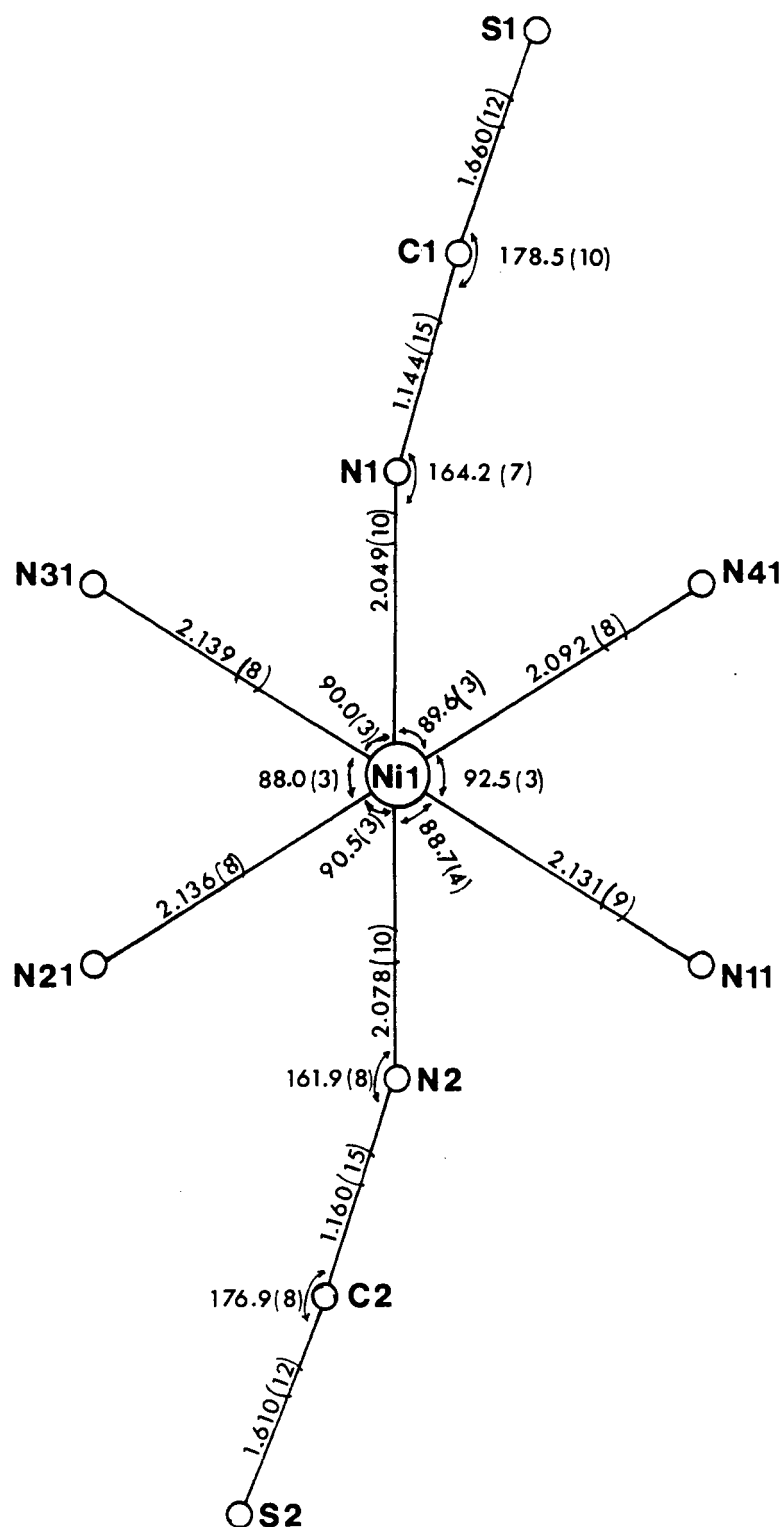 S1
1.660(12)
C1
178.5(10)
1.144(15)
N1
164.2(7)
2.049(10)
N31
N41
2.139(8)
2.092(8)
90.0(3)
89.6(3)
88.0(3)
Ni1
92.5(3)
90.5(3)
88.7(4)
2.136(8)
2.131(9)
N21
2.078(10)
N11
161.9(8)
N2
1.160(15)
176.9(8)
C2
1.610(12)
S2